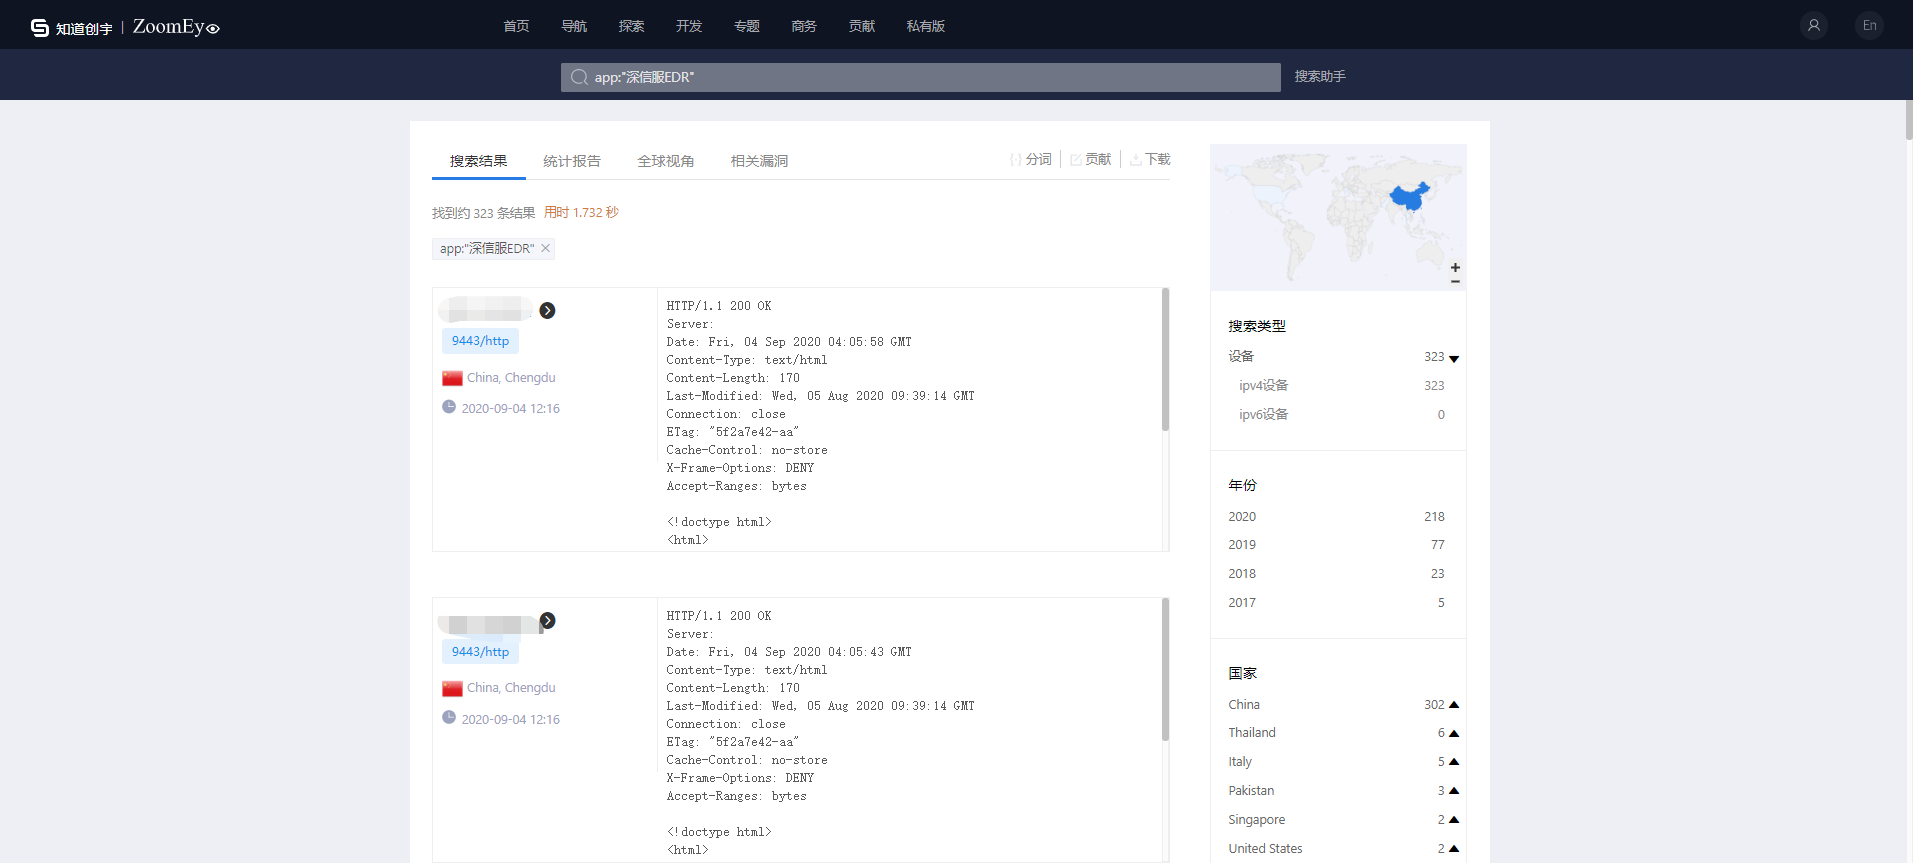 知道创宇 | ZoomEye
首页 导航 探索 开发 专题 商务 贡献 私有版 En
app:"深信服EDR" 搜索助手
搜索结果 统计报告 全球视角 相关漏洞 分词 贡献 下载
找到约 323 条结果 用时 1.732 秒
app:"深信服EDR" ×
9443/http
China, Chengdu
2020-09-04 12:16
HTTP/1.1 200 OK
Server:
Date: Fri, 04 Sep 2020 04:05:58 GMT
Content-Type: text/html
Content-Length: 170
Last-Modified: Wed, 05 Aug 2020 09:39:14 GMT
Connection: close
ETag: "5f2a7e42-aa"
Cache-Control: no-store
X-Frame-Options: DENY
Accept-Ranges: bytes
<!doctype html>
<html>
9443/http
China, Chengdu
2020-09-04 12:16
HTTP/1.1 200 OK
Server:
Date: Fri, 04 Sep 2020 04:05:43 GMT
Content-Type: text/html
Content-Length: 170
Last-Modified: Wed, 05 Aug 2020 09:39:14 GMT
Connection: close
ETag: "5f2a7e42-aa"
Cache-Control: no-store
X-Frame-Options: DENY
Accept-Ranges: bytes
<!doctype html>
<html>
+
−
搜索类型
设备 323
ipv4设备 323
ipv6设备 0
年份
2020 218
2019 77
2018 23
2017 5
国家
China 302
Thailand 6
Italy 5
Pakistan 3
Singapore 2
United States 2